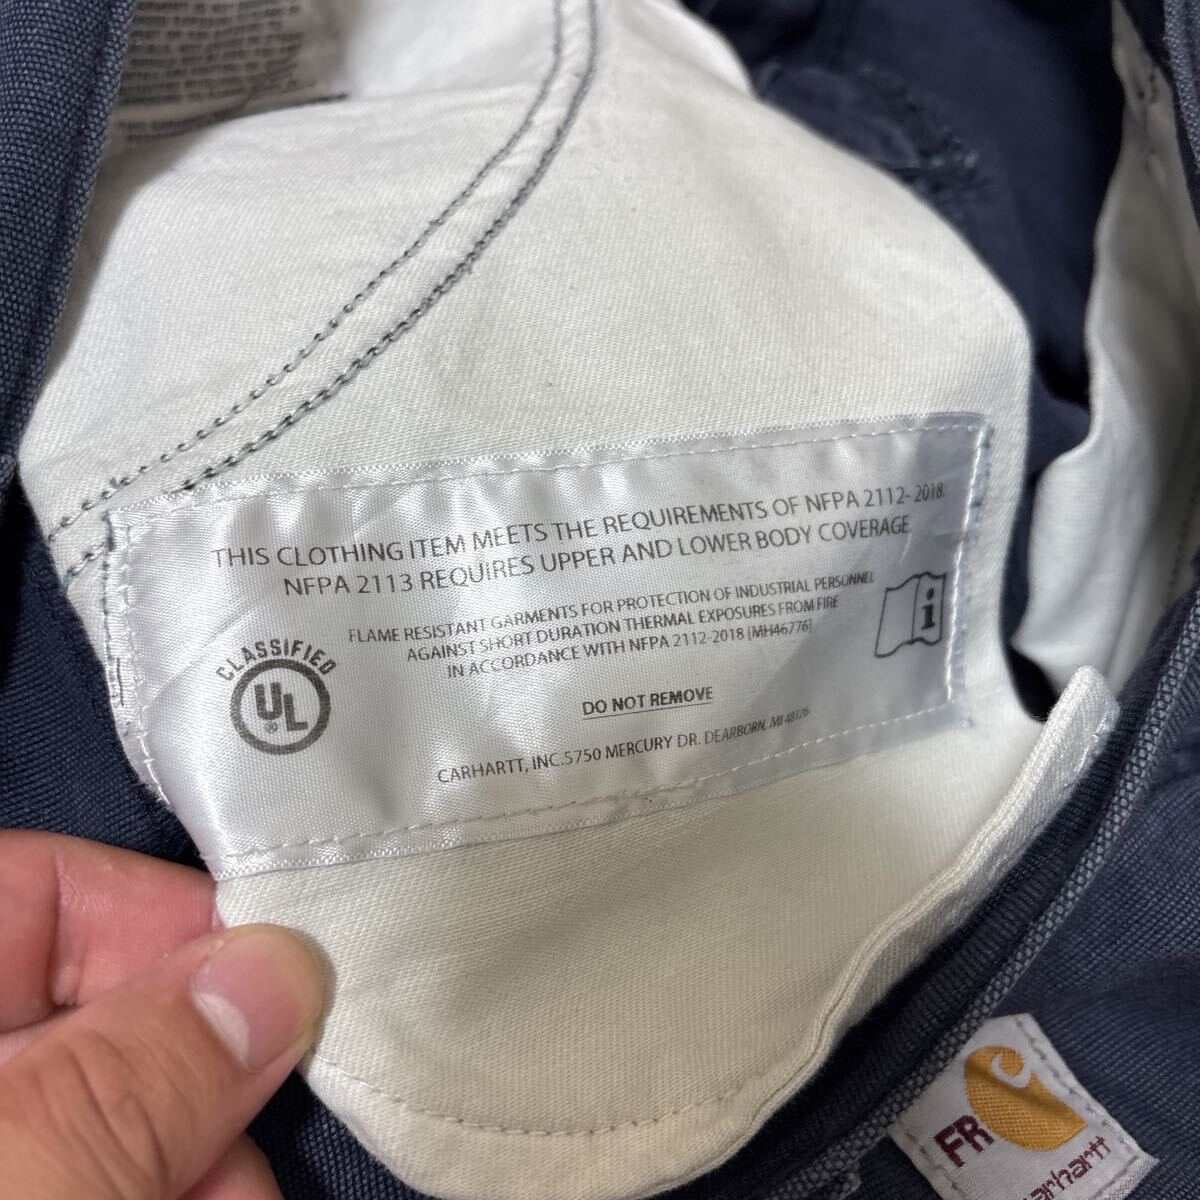 THIS CLOTHING ITEM MEETS THE REQUIREMENTS OF NFPA 2112-2018.
NFPA 2113 REQUIRES UPPER AND LOWER BODY COVERAGE
FLAME RESISTANT GARMENTS FOR PROTECTION OF INDUSTRIAL PERSONNEL
AGAINST SHORT DURATION THERMAL EXPOSURES FROM FIRE
IN ACCORDANCE WITH NFPA 2112-2018 [MH46776]
CLASSIFIED
UL®
i
DO NOT REMOVE
CARHARTT, INC.5750 MERCURY DR. DEARBORN, MI 48126
FR
arhartt